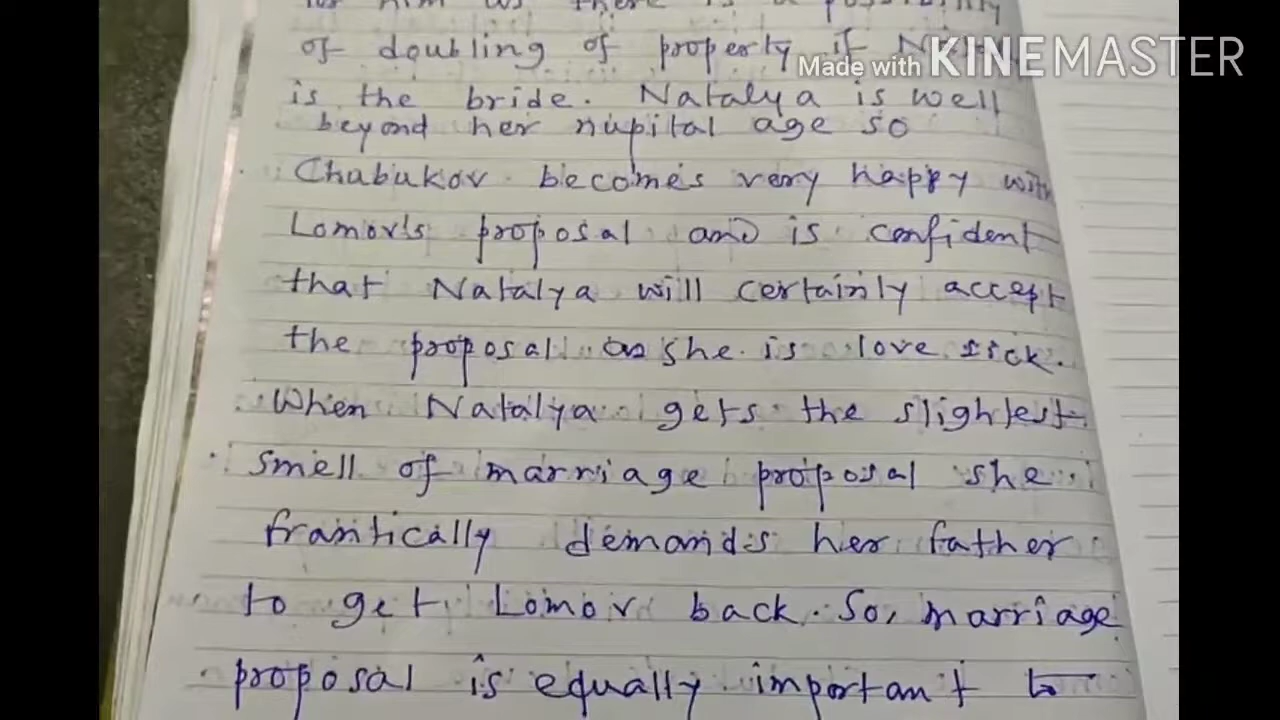 of doubling of property if
Made with KINEMASTER
is the bride. Natalya is well
beyond her nupital age so
Chubukov becomes very happy with
Lomov's proposal and is confident
that Natalya will certainly accept
the proposal as she is love sick.
When Natalya gets the slightest
smell of marriage proposal she
frantically demands her father
to get Lomov back. So, marriage
proposal is equally important to